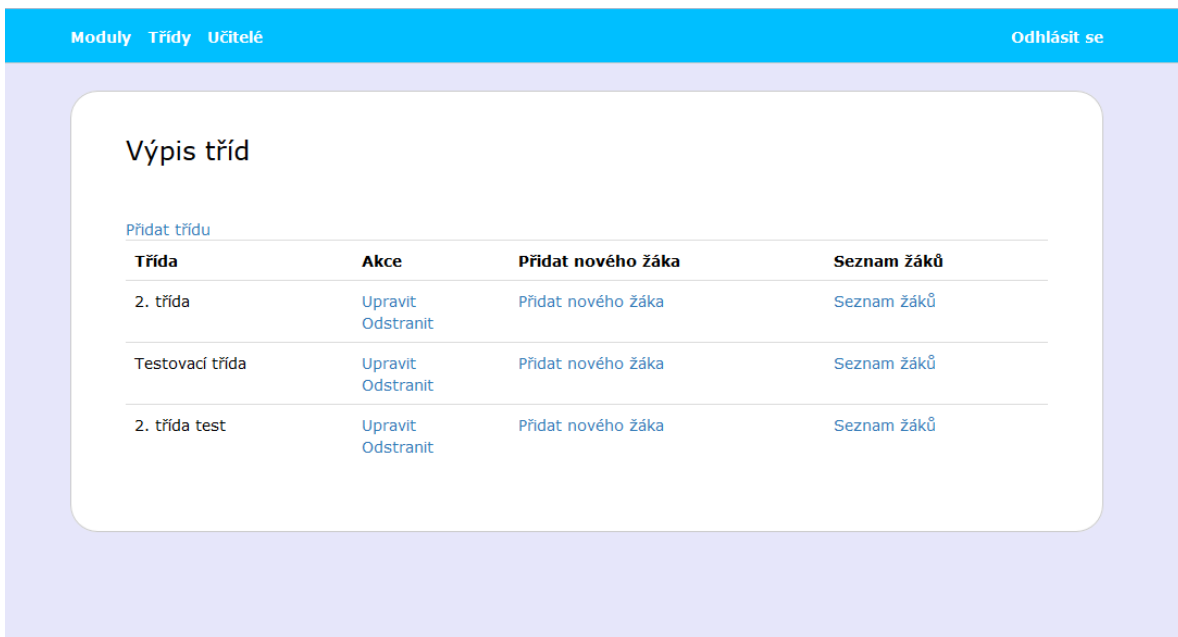 Moduly Třídy Učitelé Odhlásit se
Výpis tříd
Přidat třídu
Třída Akce Přidat nového žáka Seznam žáků
2. třída Upravit Přidat nového žáka Seznam žáků
Odstranit
Testovací třída Upravit Přidat nového žáka Seznam žáků
Odstranit
2. třída test Upravit Přidat nového žáka Seznam žáků
Odstranit